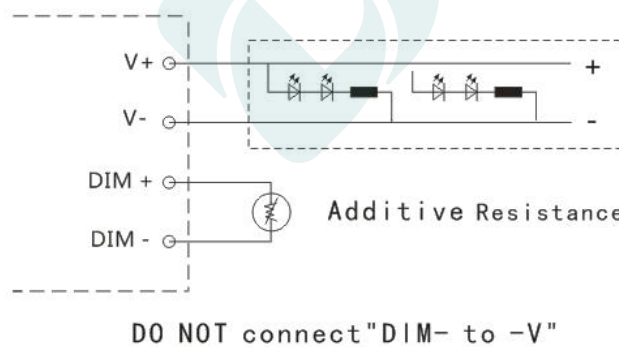 V+
+
V-
-
DIM +
Additive Resistance
DIM -
DO NOT connect"DIM- to -V"